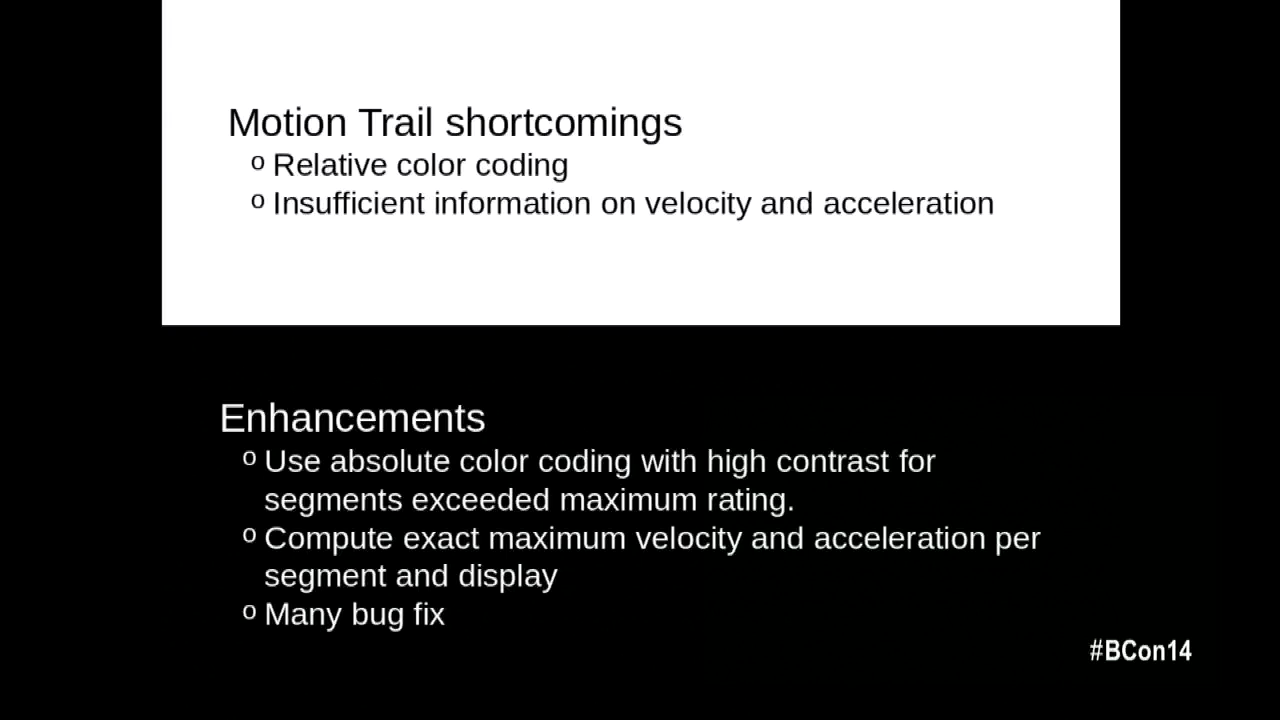 Motion Trail shortcomings
o Relative color coding
o Insufficient information on velocity and acceleration
Enhancements
o Use absolute color coding with high contrast for
segments exceeded maximum rating.
o Compute exact maximum velocity and acceleration per
segment and display
o Many bug fix
#BCon14